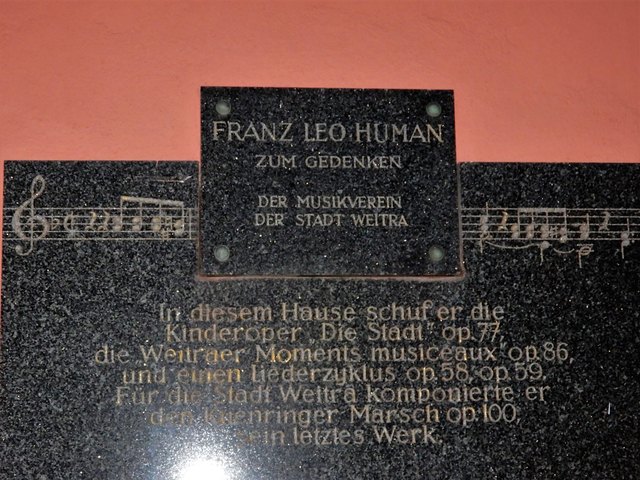 FRANZ LEO HUMAN
ZUM GEDENKEN
DER MUSIKVEREIN
DER STADT WEITRA
In diesem Hause schuf er die
Kinderoper „Die Stadt" op.77,
die Weitraer Moments musiceaux op.86,
und einen Liederzyklus op.58, op.59,
Für die Stadt Weitra komponierte er
den Kuenringer Marsch op.100,
sein letztes Werk.